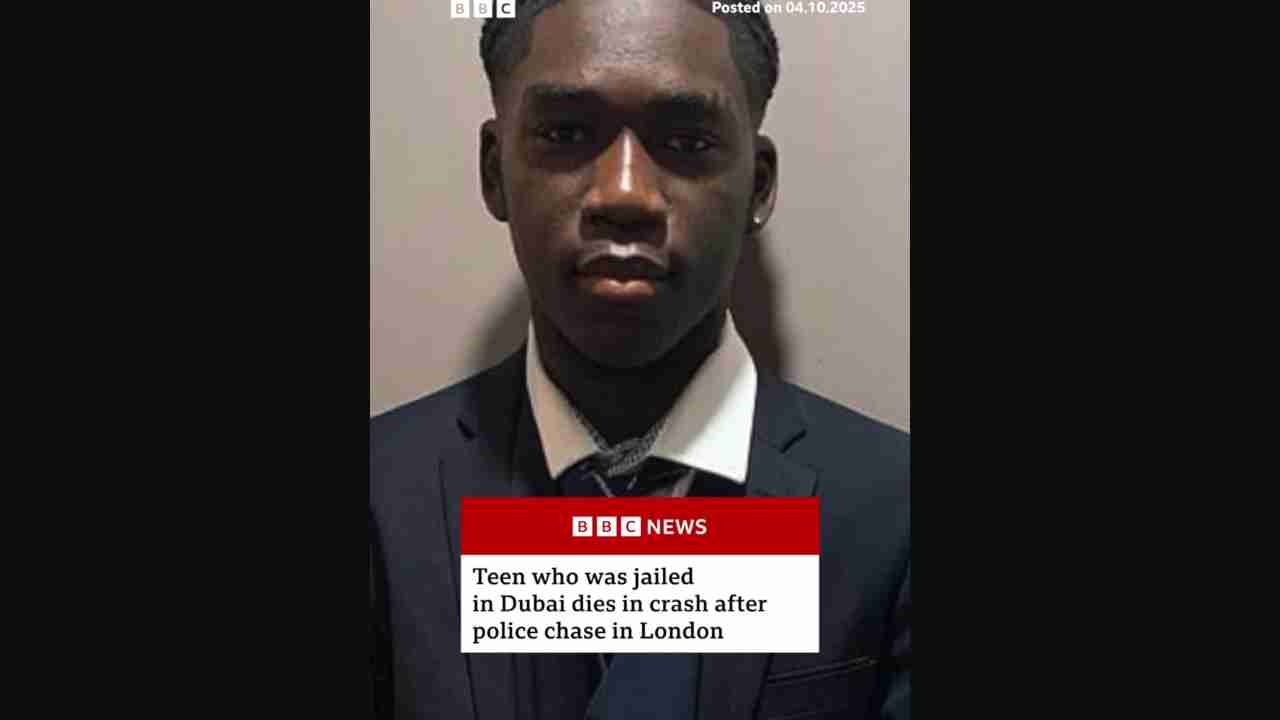 BBC
Posted on 04.10.2025
BBC NEWS
Teen who was jailed
in Dubai dies in crash after
police chase in London